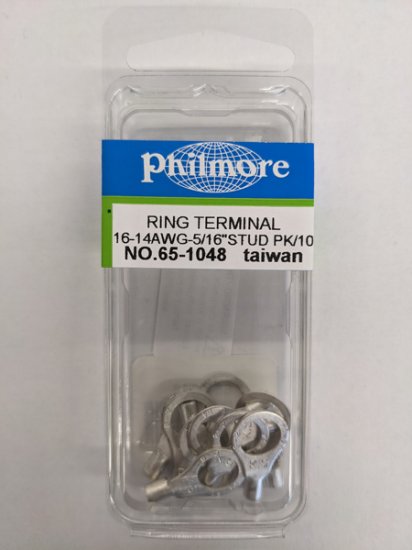 philmore
RING TERMINAL
16-14AWG-5/16"STUD PK/10
NO.65-1048 taiwan